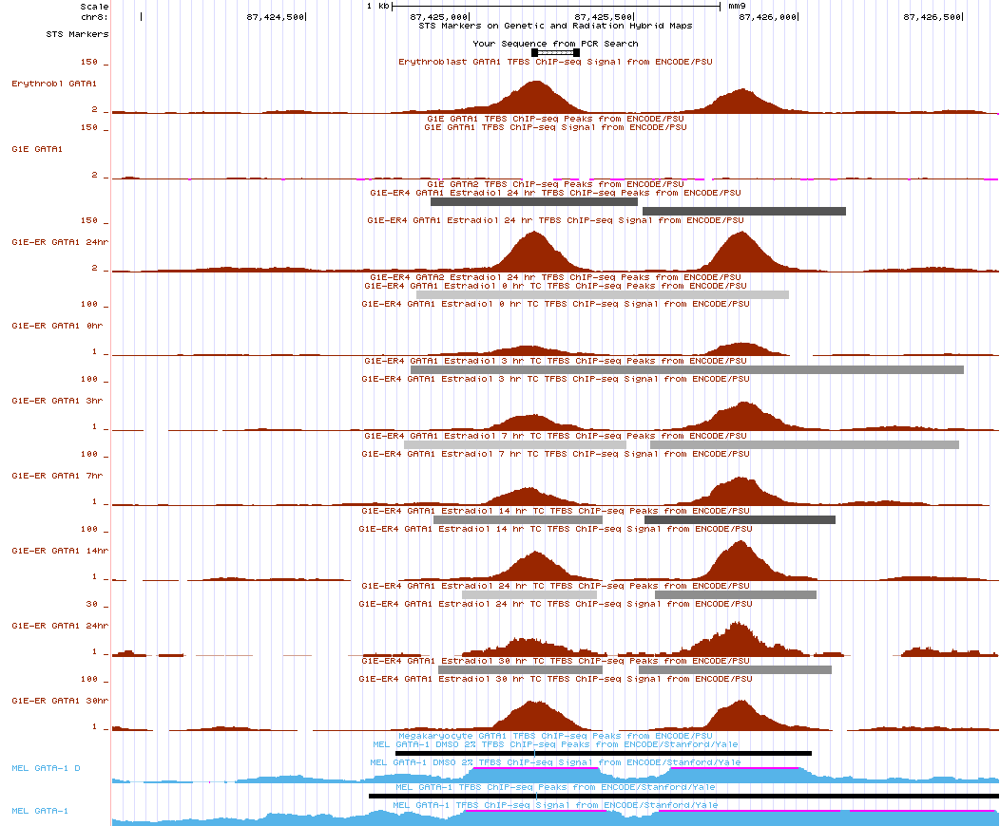 Scale 1 kb mm9
chr8: 87,424,500 87,425,000 87,425,500 87,426,000 87,426,500
STS Markers on Genetic and Radiation Hybrid Maps
STS Markers
Your Sequence from PCR Search
150 Erythroblast GATA1 TFBS ChIP-seq Signal from ENCODE/PSU
Erythrobl GATA1
2
G1E GATA1 TFBS ChIP-seq Peaks from ENCODE/PSU
150 G1E GATA1 TFBS ChIP-seq Signal from ENCODE/PSU
G1E GATA1
2
G1E GATA2 TFBS ChIP-seq Peaks from ENCODE/PSU
G1E-ER4 GATA1 Estradiol 24 hr TFBS ChIP-seq Peaks from ENCODE/PSU
150 G1E-ER4 GATA1 Estradiol 24 hr TFBS ChIP-seq Signal from ENCODE/PSU
G1E-ER GATA1 24hr
2
G1E-ER4 GATA2 Estradiol 24 hr TFBS ChIP-seq Peaks from ENCODE/PSU
G1E-ER4 GATA1 Estradiol 0 hr TC TFBS ChIP-seq Peaks from ENCODE/PSU
100 G1E-ER4 GATA1 Estradiol 0 hr TC TFBS ChIP-seq Signal from ENCODE/PSU
G1E-ER GATA1 0hr
1
G1E-ER4 GATA1 Estradiol 3 hr TC TFBS ChIP-seq Peaks from ENCODE/PSU
100 G1E-ER4 GATA1 Estradiol 3 hr TC TFBS ChIP-seq Signal from ENCODE/PSU
G1E-ER GATA1 3hr
1
G1E-ER4 GATA1 Estradiol 7 hr TC TFBS ChIP-seq Peaks from ENCODE/PSU
100 G1E-ER4 GATA1 Estradiol 7 hr TC TFBS ChIP-seq Signal from ENCODE/PSU
G1E-ER GATA1 7hr
1
G1E-ER4 GATA1 Estradiol 14 hr TC TFBS ChIP-seq Peaks from ENCODE/PSU
100 G1E-ER4 GATA1 Estradiol 14 hr TC TFBS ChIP-seq Signal from ENCODE/PSU
G1E-ER GATA1 14hr
1
G1E-ER4 GATA1 Estradiol 24 hr TC TFBS ChIP-seq Peaks from ENCODE/PSU
30 G1E-ER4 GATA1 Estradiol 24 hr TC TFBS ChIP-seq Signal from ENCODE/PSU
G1E-ER GATA1 24hr
1
G1E-ER4 GATA1 Estradiol 30 hr TC TFBS ChIP-seq Peaks from ENCODE/PSU
100 G1E-ER4 GATA1 Estradiol 30 hr TC TFBS ChIP-seq Signal from ENCODE/PSU
G1E-ER GATA1 30hr
1
Megakaryocyte GATA1 TFBS ChIP-seq Peaks from ENCODE/PSU
MEL GATA-1 DMSO 2% TFBS ChIP-seq Peaks from ENCODE/Stanford/Yale
MEL GATA-1 DMSO 2% TFBS ChIP-seq Signal from ENCODE/Stanford/Yale
MEL GATA-1 D
MEL GATA-1 TFBS ChIP-seq Peaks from ENCODE/Stanford/Yale
MEL GATA-1 TFBS ChIP-seq Signal from ENCODE/Stanford/Yale
MEL GATA-1